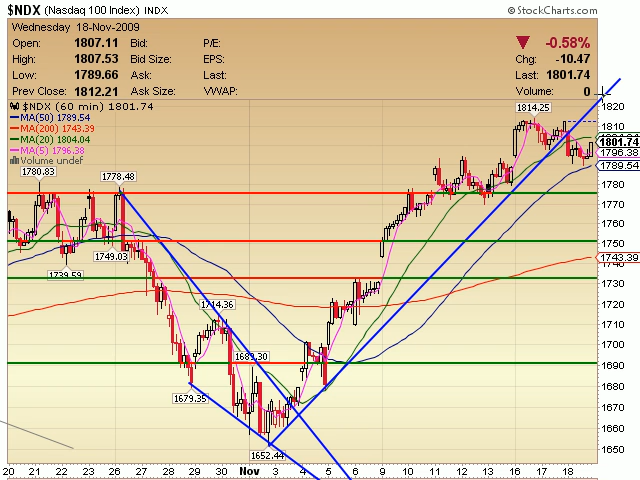 $NDX (Nasdaq 100 Index) INDX © StockCharts.com
Wednesday 18-Nov-2009
Open: 1807.11 Bid: P/E: -0.58%
High: 1807.53 Bid Size: EPS: Chg: -10.47
Low: 1789.66 Ask: Last: Last: 1801.74
Prev Close: 1812.21 Ask Size: VWAP: Volume: 0
$NDX (60 min) 1801.74
MA(50) 1789.54
MA(200) 1743.39
MA(20) 1804.04
MA(5) 1796.38
Volume undef
1780.83
1778.48
1749.03
1739.59
1714.36
1683.30
1679.35
1652.44
1814.25
1820
1810
1801.74
1796.38
1789.54
1780
1770
1760
1750
1743.39
1730
1720
1710
1700
1690
1680
1670
1660
1650
20 21 22 23 26 27 28 29 30 Nov 3 4 5 6 9 10 11 12 13 16 17 18